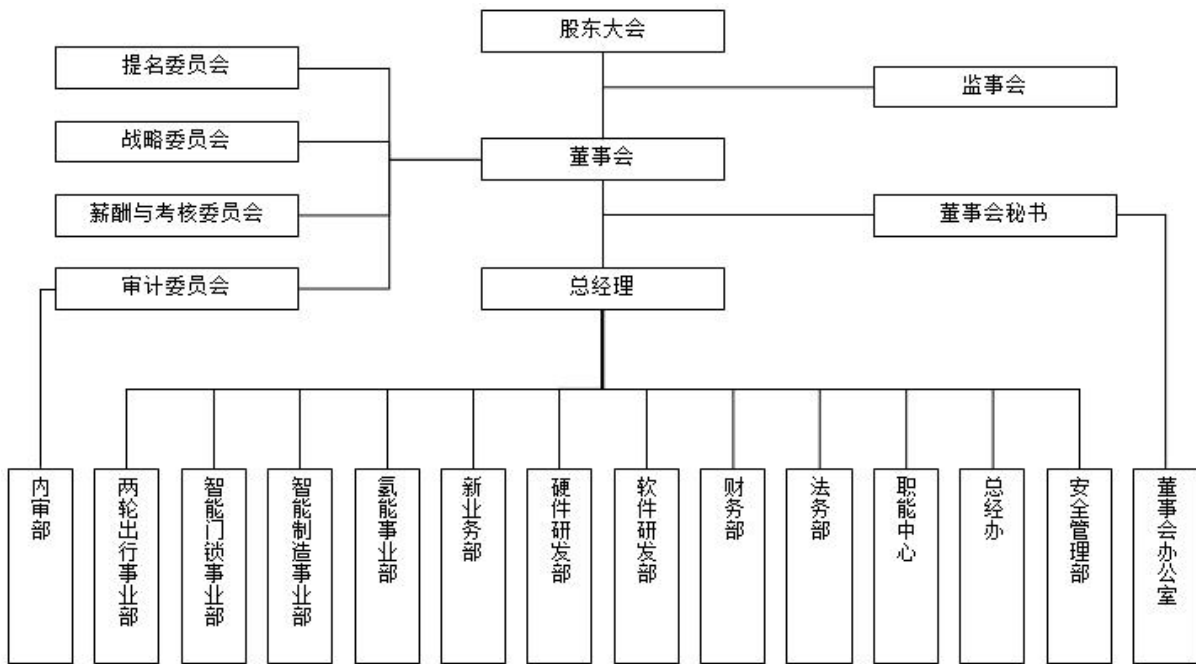 股东大会
提名委员会
监事会
战略委员会
董事会
薪酬与考核委员会
董事会秘书
审计委员会
总经理
内审部
两轮出行事业部
智能门锁事业部
智能制造事业部
氢能事业部
新业务部
硬件研发部
软件研发部
财务部
法务部
职能中心
总经办
安全管理部
董事会办公室